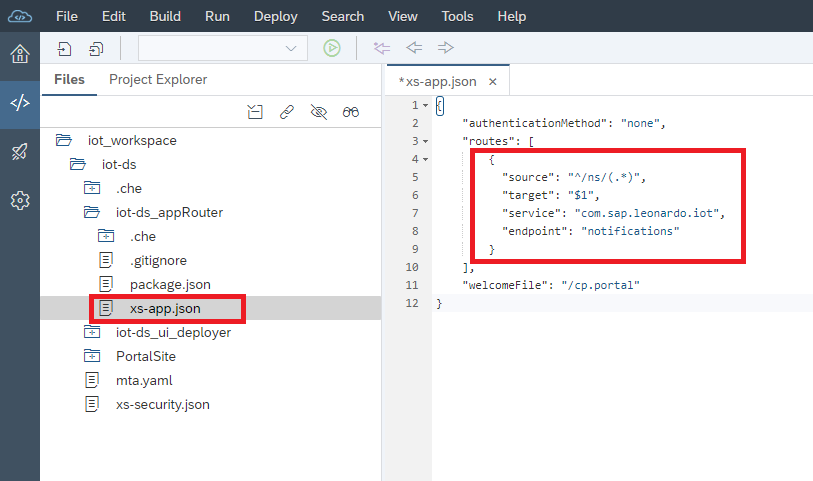 File Edit Build Run Deploy Search View Tools Help
Files Project Explorer
iot_workspace
iot-ds
.che
iot-ds_appRouter
.che
.gitignore
package.json
xs-app.json
iot-ds_ui_deployer
PortalSite
mta.yaml
xs-security.json
*xs-app.json ×
1 {
2 "authenticationMethod": "none",
3 "routes": [
4 {
5 "source": "^/ns/(.*)",
6 "target": "$1",
7 "service": "com.sap.leonardo.iot",
8 "endpoint": "notifications"
9 }
10 ],
11 "welcomeFile": "/cp.portal"
12 }